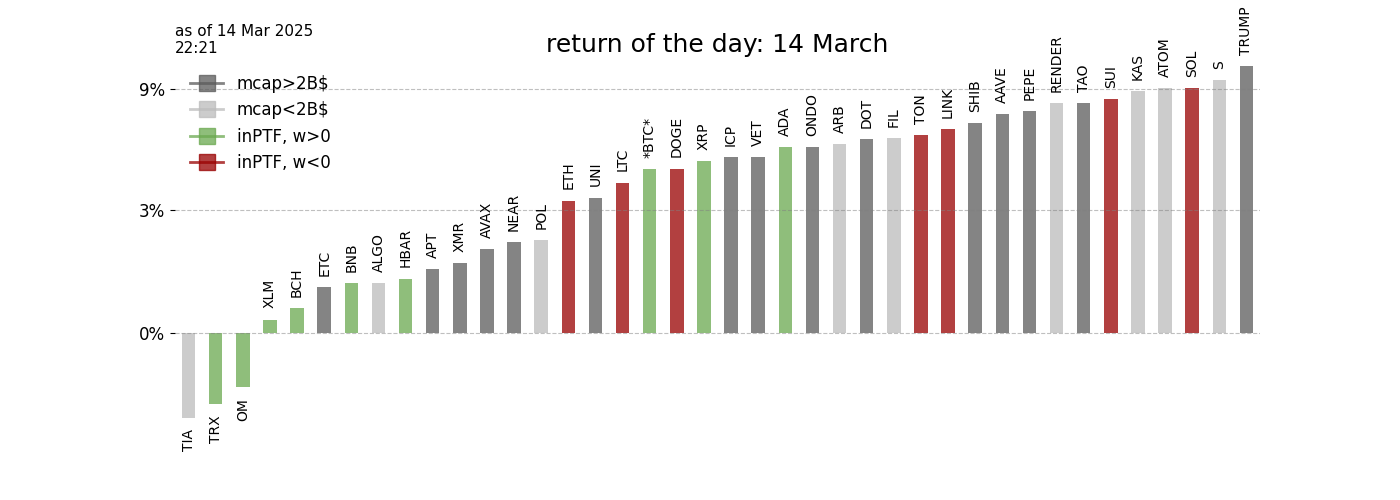 as of 14 Mar 2025
22:21
return of the day: 14 March
mcap>2B$
mcap<2B$
inPTF, w>0
inPTF, w<0
9%
3%
0%
TIA
TRX
OM
XLM
BCH
ETC
BNB
ALGO
HBAR
APT
XMR
AVAX
NEAR
POL
ETH
UNI
LTC
*BTC*
DOGE
XRP
ICP
VET
ADA
ONDO
ARB
DOT
FIL
TON
LINK
SHIB
AAVE
PEPE
RENDER
TAO
SUI
KAS
ATOM
SOL
S
TRUMP